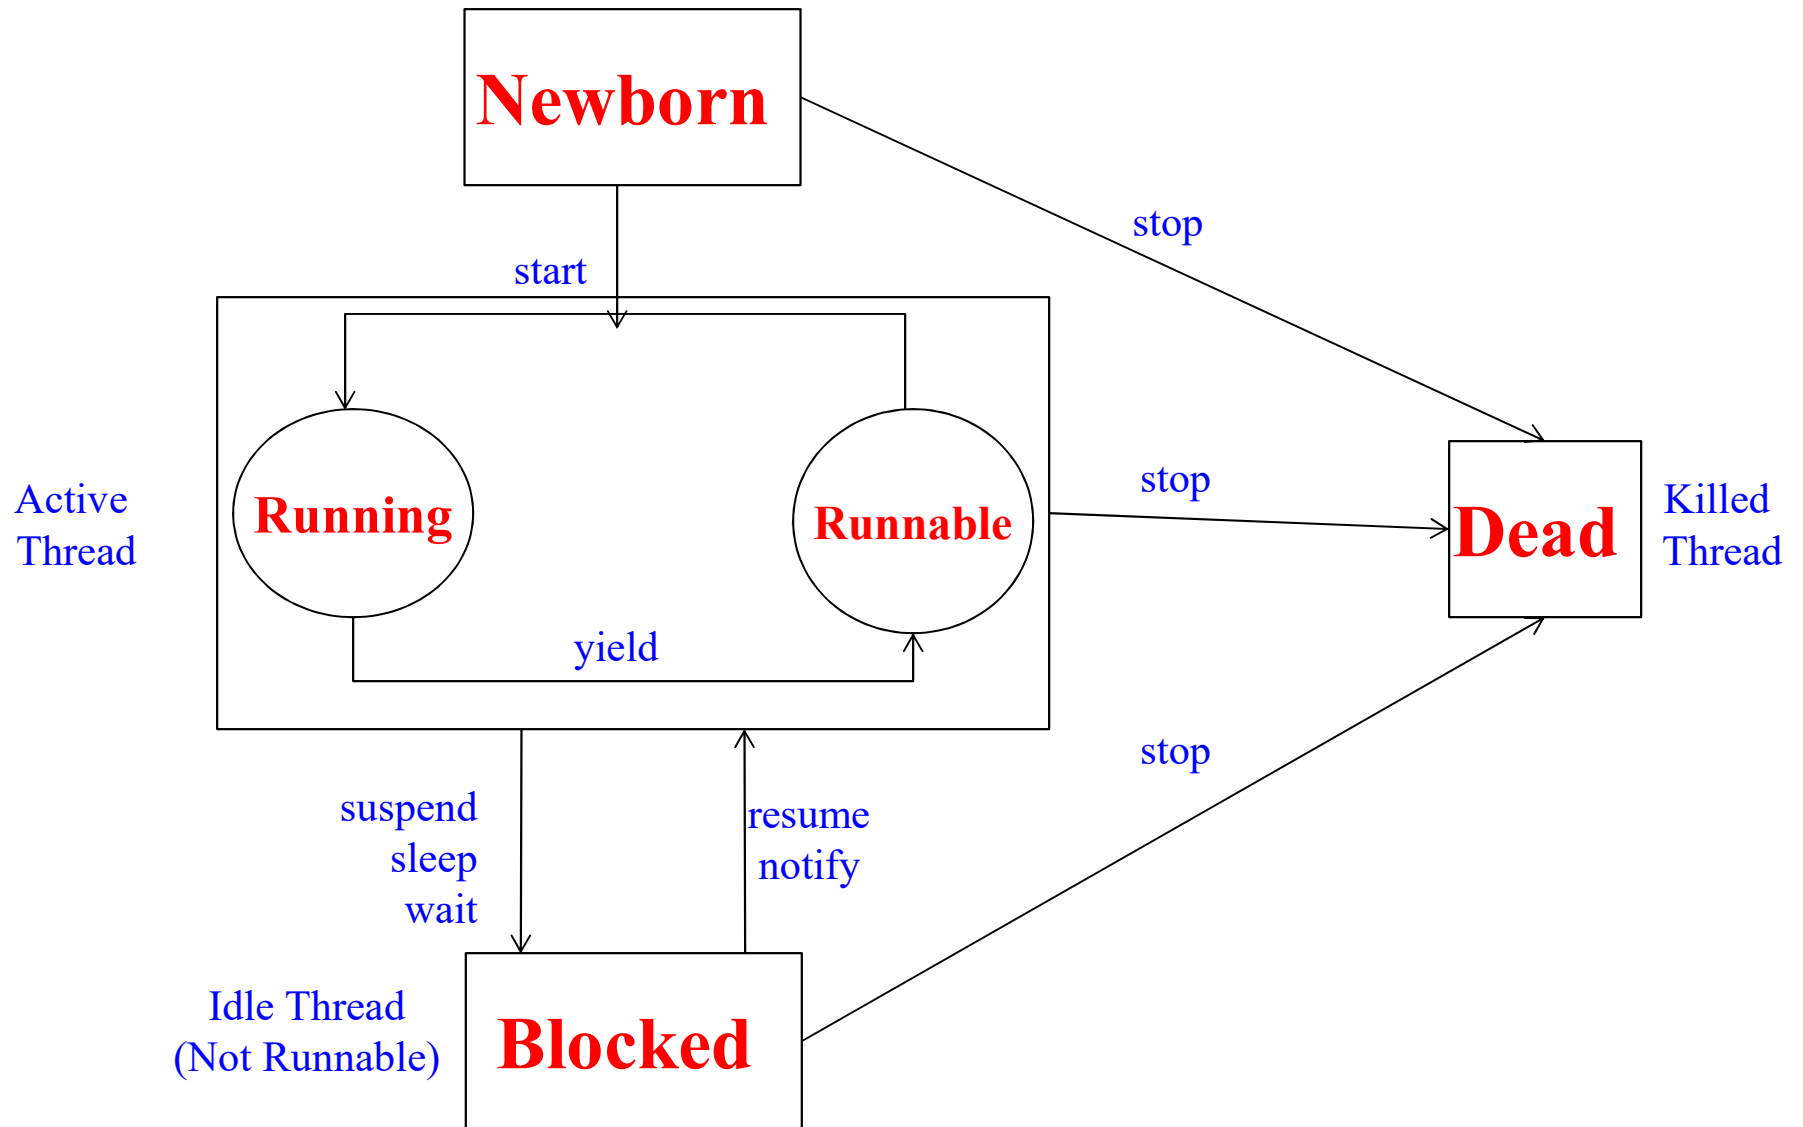 Newborn
stop
start
Active
Thread
Running
Runnable
stop
Dead
Killed
Thread
yield
stop
suspend
sleep
wait
resume
notify
Idle Thread
(Not Runnable)
Blocked